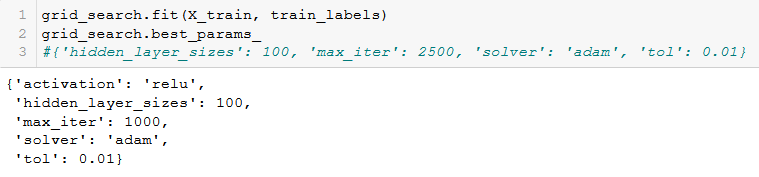 1 grid_search.fit(X_train, train_labels)
2 grid_search.best_params_
3 #{'hidden_layer_sizes': 100, 'max_iter': 2500, 'solver': 'adam', 'tol': 0.01}
{'activation': 'relu',
 'hidden_layer_sizes': 100,
 'max_iter': 1000,
 'solver': 'adam',
 'tol': 0.01}